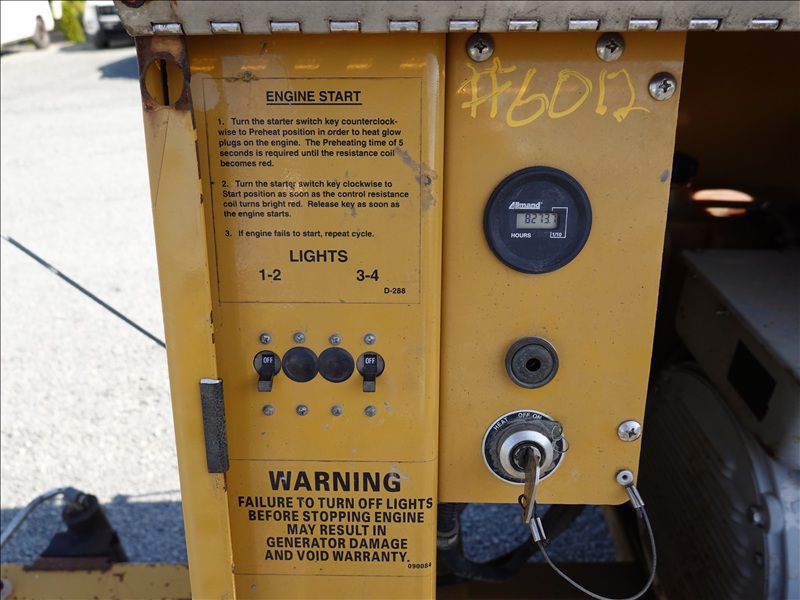 ENGINE START
1. Turn the starter switch key counterclock-
wise to Preheat position in order to heat glow
plugs on the engine. The Preheating time of 5
seconds is required until the resistance coil
becomes red.
2. Turn the starter switch key clockwise to
Start position as soon as the control resistance
coil turns bright red. Release key as soon as
the engine starts.
3. If engine fails to start, repeat cycle.
LIGHTS
1-2 3-4
D-288
OFF OFF
WARNING
FAILURE TO TURN OFF LIGHTS
BEFORE STOPPING ENGINE
MAY RESULT IN
GENERATOR DAMAGE
AND VOID WARRANTY.
090084
#6012
Allmand
8273.7
HOURS 1/10
HEAT OFF ON